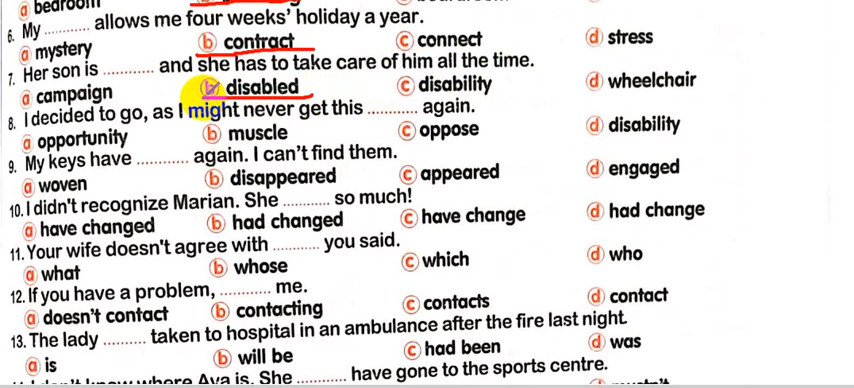 a bedroom
6. My ........... allows me four weeks' holiday a year.
a mystery b contract c connect d stress
7. Her son is ............ and she has to take care of him all the time.
a campaign b disabled c disability d wheelchair
8. I decided to go, as I might never get this ............ again.
a opportunity b muscle c oppose d disability
9. My keys have ............ again. I can't find them.
a woven b disappeared c appeared d engaged
10. I didn't recognize Marian. She ........... so much!
a have changed b had changed c have change d had change
11. Your wife doesn't agree with ........... you said.
a what b whose c which d who
12. If you have a problem, ............ me.
a doesn't contact b contacting c contacts d contact
13. The lady .......... taken to hospital in an ambulance after the fire last night.
a is b will be c had been d was
where Ava is. She ............ have gone to the sports centre.